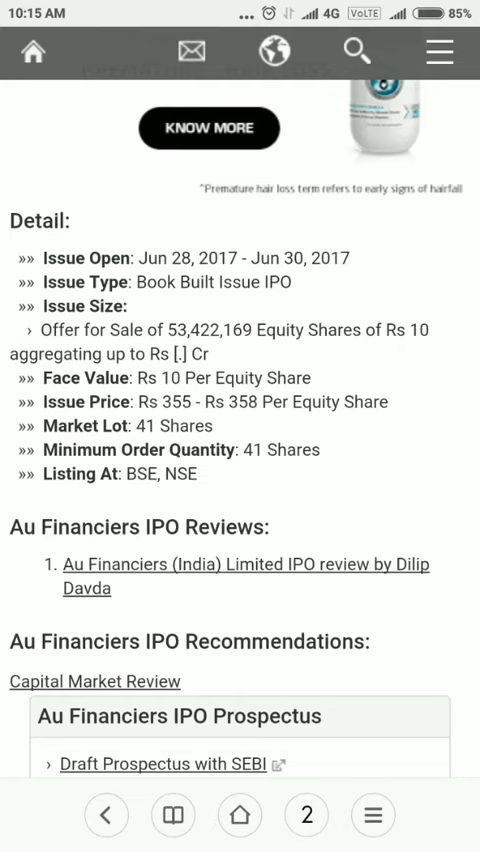 10:15 AM ... 4G VoLTE 85%
KNOW MORE
^Premature hair loss term refers to early signs of hairfall
Detail:
»» Issue Open: Jun 28, 2017 - Jun 30, 2017
»» Issue Type: Book Built Issue IPO
»» Issue Size:
› Offer for Sale of 53,422,169 Equity Shares of Rs 10
aggregating up to Rs [.] Cr
»» Face Value: Rs 10 Per Equity Share
»» Issue Price: Rs 355 - Rs 358 Per Equity Share
»» Market Lot: 41 Shares
»» Minimum Order Quantity: 41 Shares
»» Listing At: BSE, NSE
Au Financiers IPO Reviews:
1. Au Financiers (India) Limited IPO review by Dilip
Davda
Au Financiers IPO Recommendations:
Capital Market Review
Au Financiers IPO Prospectus
› Draft Prospectus with SEBI
2